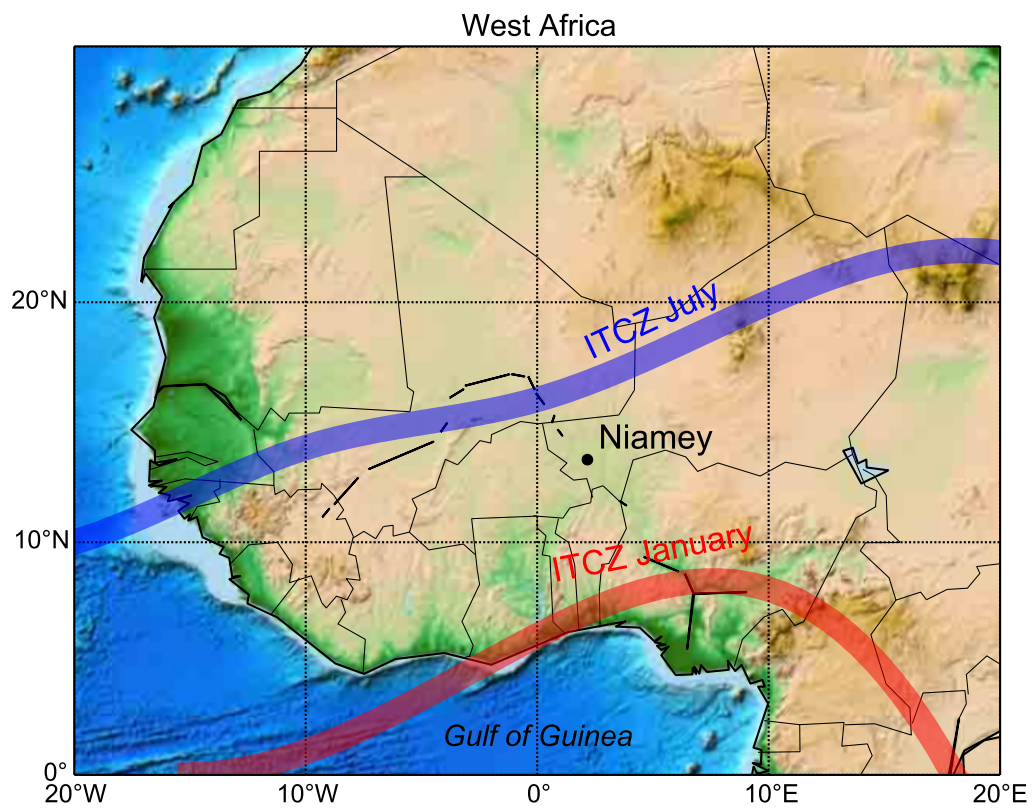 West Africa
20°N
ITCZ July
Niamey
10°N
ITCZ January
Gulf of Guinea
0°
20°W
10°W
0°
10°E
20°E